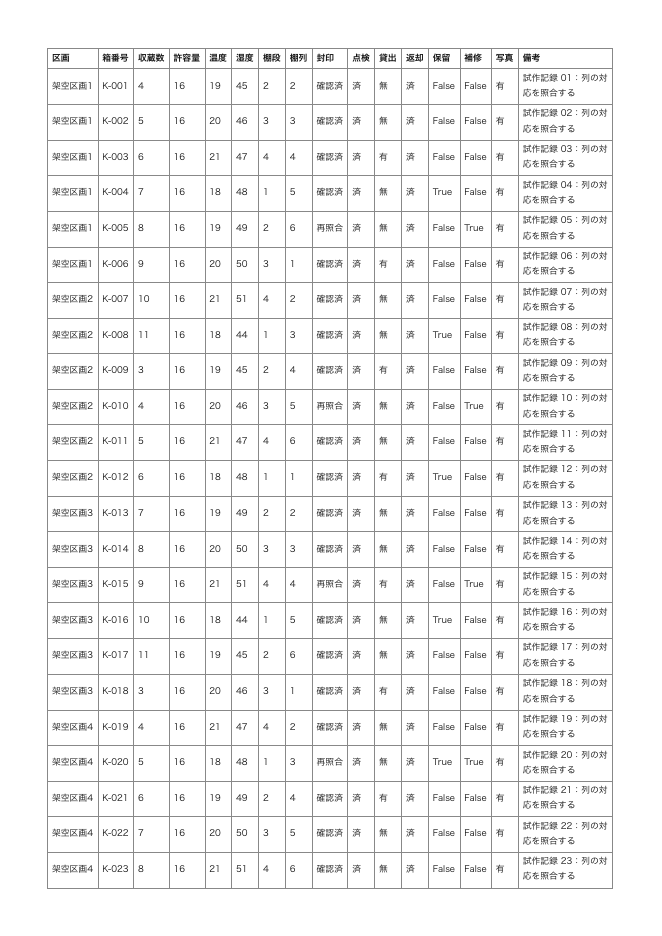 区画 箱番号 収蔵数 許容量 温度 湿度 棚段 棚列 封印 点検 貸出 返却 保留 補修 写真 備考
架空区画1 K-001 4 16 19 45 2 2 確認済 済 無 済 False False 有 試作記録 01：列の対
応を照合する
架空区画1 K-002 5 16 20 46 3 3 確認済 済 無 済 False False 有 試作記録 02：列の対
応を照合する
架空区画1 K-003 6 16 21 47 4 4 確認済 済 有 済 False False 有 試作記録 03：列の対
応を照合する
架空区画1 K-004 7 16 18 48 1 5 確認済 済 無 済 True False 有 試作記録 04：列の対
応を照合する
架空区画1 K-005 8 16 19 49 2 6 再照合 済 無 済 False True 有 試作記録 05：列の対
応を照合する
架空区画1 K-006 9 16 20 50 3 1 確認済 済 有 済 False False 有 試作記録 06：列の対
応を照合する
架空区画2 K-007 10 16 21 51 4 2 確認済 済 無 済 False False 有 試作記録 07：列の対
応を照合する
架空区画2 K-008 11 16 18 44 1 3 確認済 済 無 済 True False 有 試作記録 08：列の対
応を照合する
架空区画2 K-009 3 16 19 45 2 4 確認済 済 有 済 False False 有 試作記録 09：列の対
応を照合する
架空区画2 K-010 4 16 20 46 3 5 再照合 済 無 済 False True 有 試作記録 10：列の対
応を照合する
架空区画2 K-011 5 16 21 47 4 6 確認済 済 無 済 False False 有 試作記録 11：列の対
応を照合する
架空区画2 K-012 6 16 18 48 1 1 確認済 済 有 済 True False 有 試作記録 12：列の対
応を照合する
架空区画3 K-013 7 16 19 49 2 2 確認済 済 無 済 False False 有 試作記録 13：列の対
応を照合する
架空区画3 K-014 8 16 20 50 3 3 確認済 済 無 済 False False 有 試作記録 14：列の対
応を照合する
架空区画3 K-015 9 16 21 51 4 4 再照合 済 有 済 False True 有 試作記録 15：列の対
応を照合する
架空区画3 K-016 10 16 18 44 1 5 確認済 済 無 済 True False 有 試作記録 16：列の対
応を照合する
架空区画3 K-017 11 16 19 45 2 6 確認済 済 無 済 False False 有 試作記録 17：列の対
応を照合する
架空区画3 K-018 3 16 20 46 3 1 確認済 済 有 済 False False 有 試作記録 18：列の対
応を照合する
架空区画4 K-019 4 16 21 47 4 2 確認済 済 無 済 False False 有 試作記録 19：列の対
応を照合する
架空区画4 K-020 5 16 18 48 1 3 再照合 済 無 済 True True 有 試作記録 20：列の対
応を照合する
架空区画4 K-021 6 16 19 49 2 4 確認済 済 有 済 False False 有 試作記録 21：列の対
応を照合する
架空区画4 K-022 7 16 20 50 3 5 確認済 済 無 済 False False 有 試作記録 22：列の対
応を照合する
架空区画4 K-023 8 16 21 51 4 6 確認済 済 無 済 False False 有 試作記録 23：列の対
応を照合する